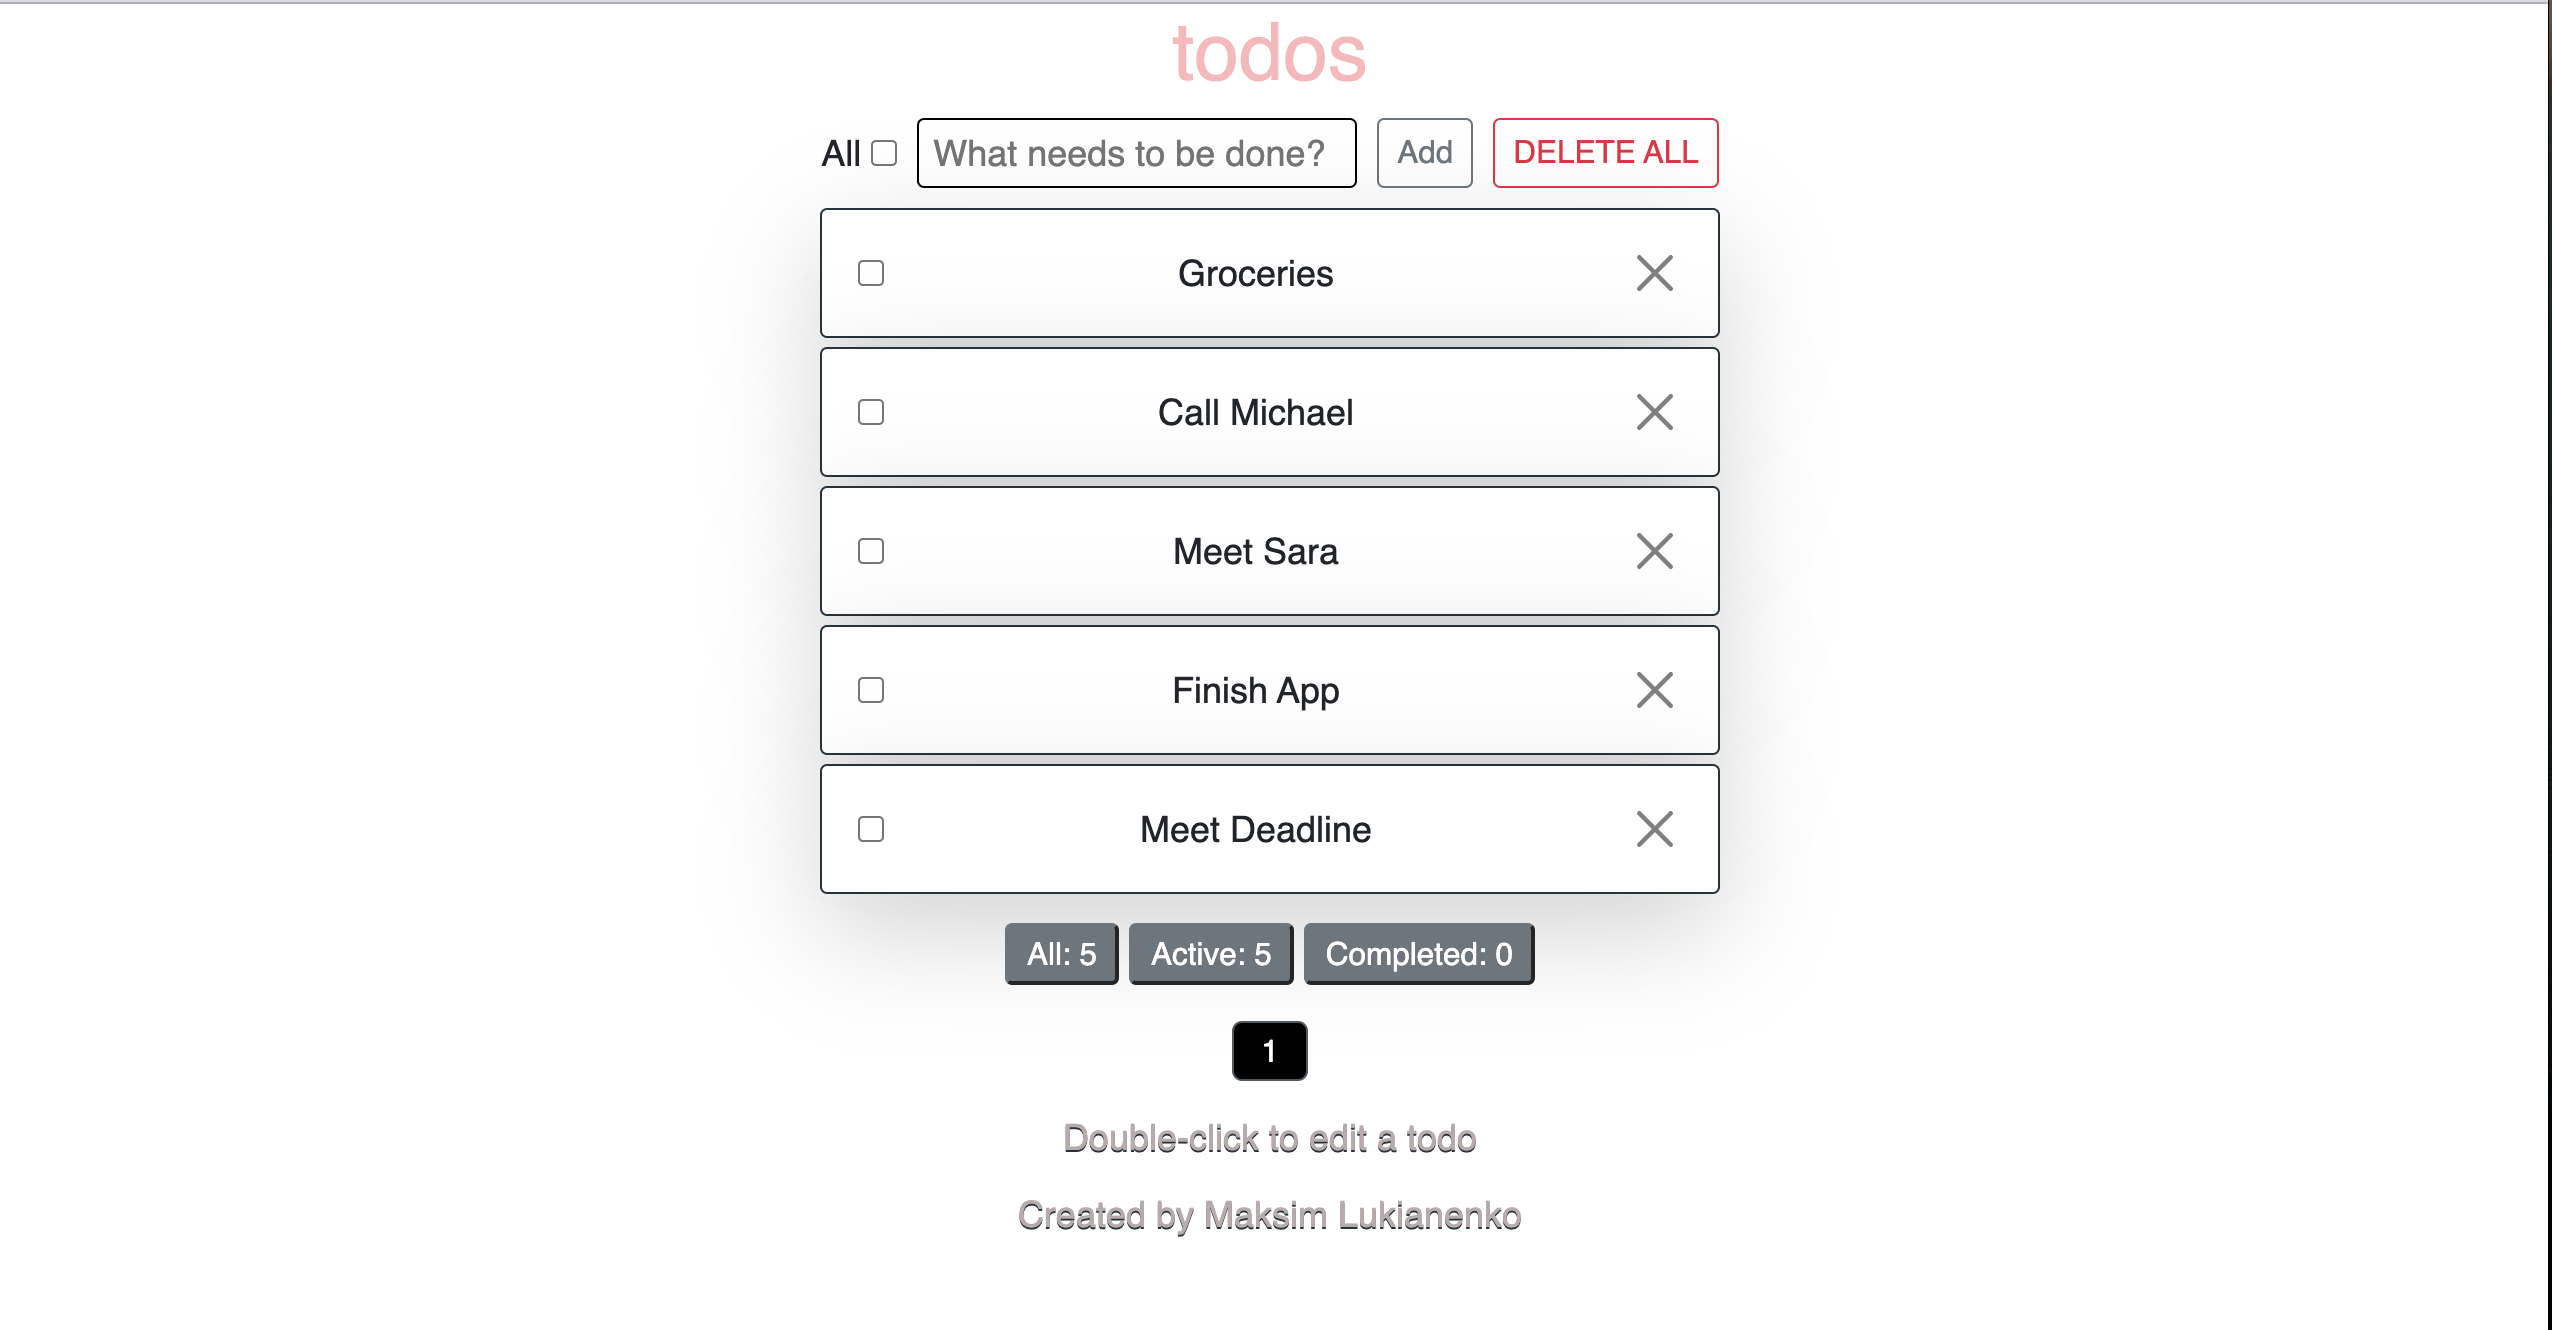 todos
All What needs to be done? Add DELETE ALL
Groceries
Call Michael
Meet Sara
Finish App
Meet Deadline
All: 5 Active: 5 Completed: 0
1
Double-click to edit a todo
Created by Maksim Lukianenko